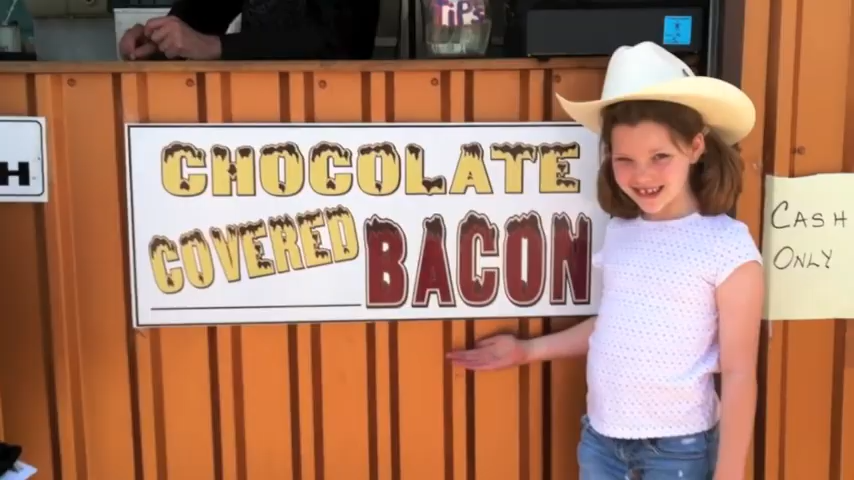 TiPS
H
CHOCOLATE
COVERED BACON
CASH
ONLY